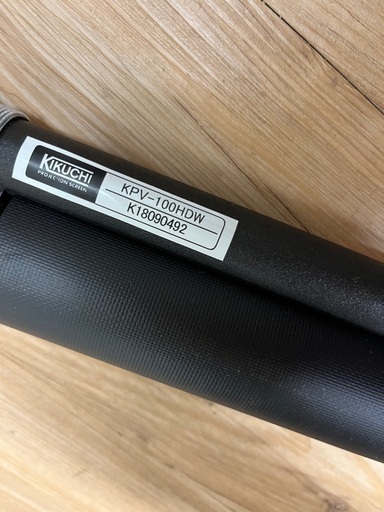 KIKUCHI
PROJECTION SCREEN
KPV-100HDW
K18090492